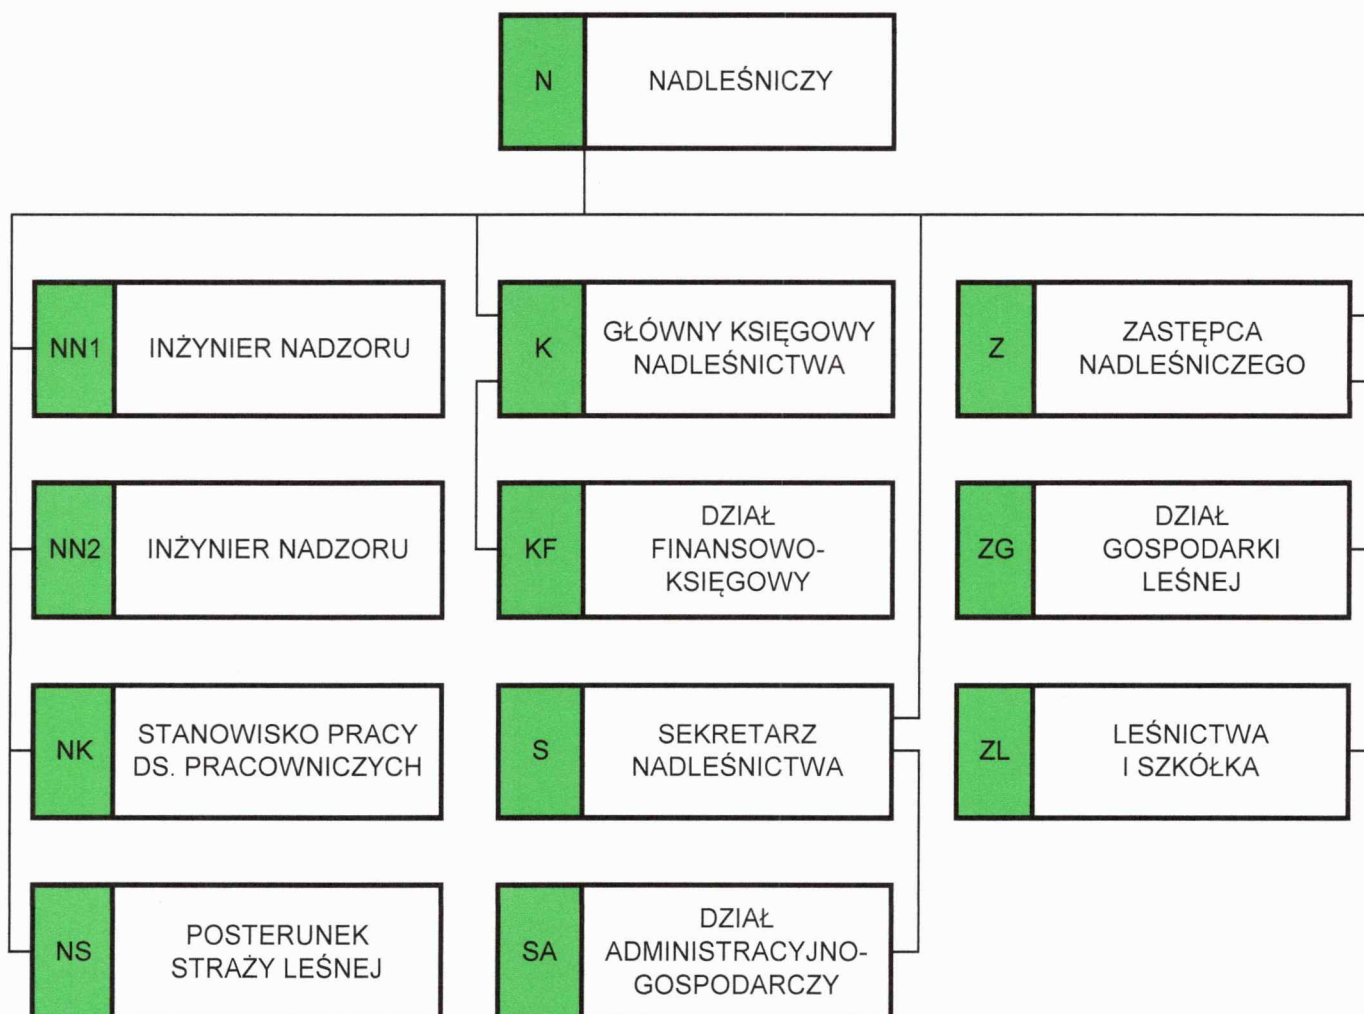 N
NADLEŚNICZY
NN1
INŻYNIER NADZORU
K
GŁÓWNY KSIĘGOWY
NADLEŚNICTWA
Z
ZASTĘPCA
NADLEŚNICZEGO
NN2
INŻYNIER NADZORU
KF
DZIAŁ
FINANSOWO-
KSIĘGOWY
ZG
DZIAŁ
GOSPODARKI
LEŚNEJ
NK
STANOWISKO PRACY
DS. PRACOWNICZYCH
S
SEKRETARZ
NADLEŚNICTWA
ZL
LEŚNICTWA
I SZKÓŁKA
NS
POSTERUNEK
STRAŻY LEŚNEJ
SA
DZIAŁ
ADMINISTRACYJNO-
GOSPODARCZY